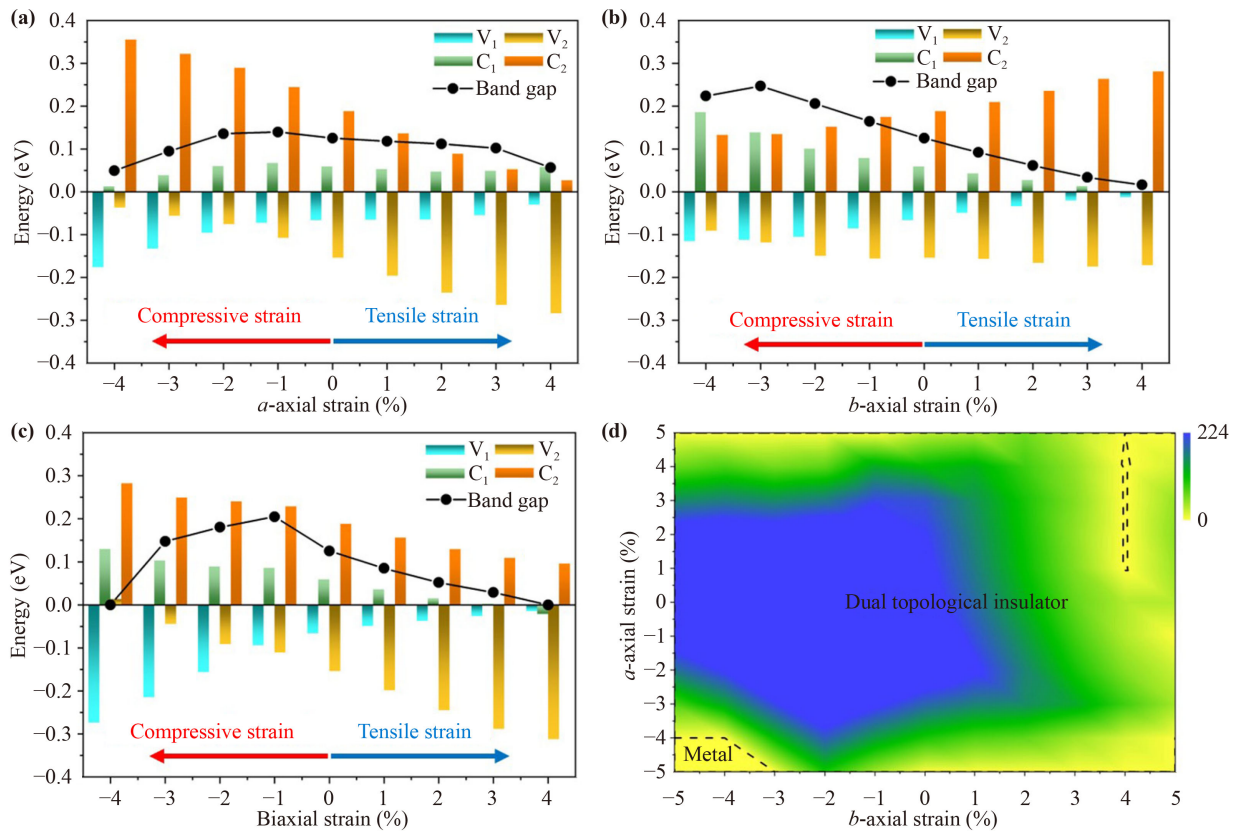 (a)
0.4
0.3
0.2
0.1
0.0
−0.1
−0.2
−0.3
−0.4
Energy (eV)
V₁ V₂
C₁ C₂
Band gap
Compressive strain
Tensile strain
−4 −3 −2 −1 0 1 2 3 4
a-axial strain (%)
(b)
0.4
0.3
0.2
0.1
0.0
−0.1
−0.2
−0.3
−0.4
Energy (eV)
V₁ V₂
C₁ C₂
Band gap
Compressive strain
Tensile strain
−4 −3 −2 −1 0 1 2 3 4
b-axial strain (%)
(c)
0.4
0.3
0.2
0.1
0.0
−0.1
−0.2
−0.3
−0.4
Energy (eV)
V₁ V₂
C₁ C₂
Band gap
Compressive strain
Tensile strain
−4 −3 −2 −1 0 1 2 3 4
Biaxial strain (%)
(d)
5
4
3
2
1
0
−1
−2
−3
−4
−5
a-axial strain (%)
Dual topological insulator
Metal
224
0
−5 −4 −3 −2 −1 0 1 2 3 4 5
b-axial strain (%)